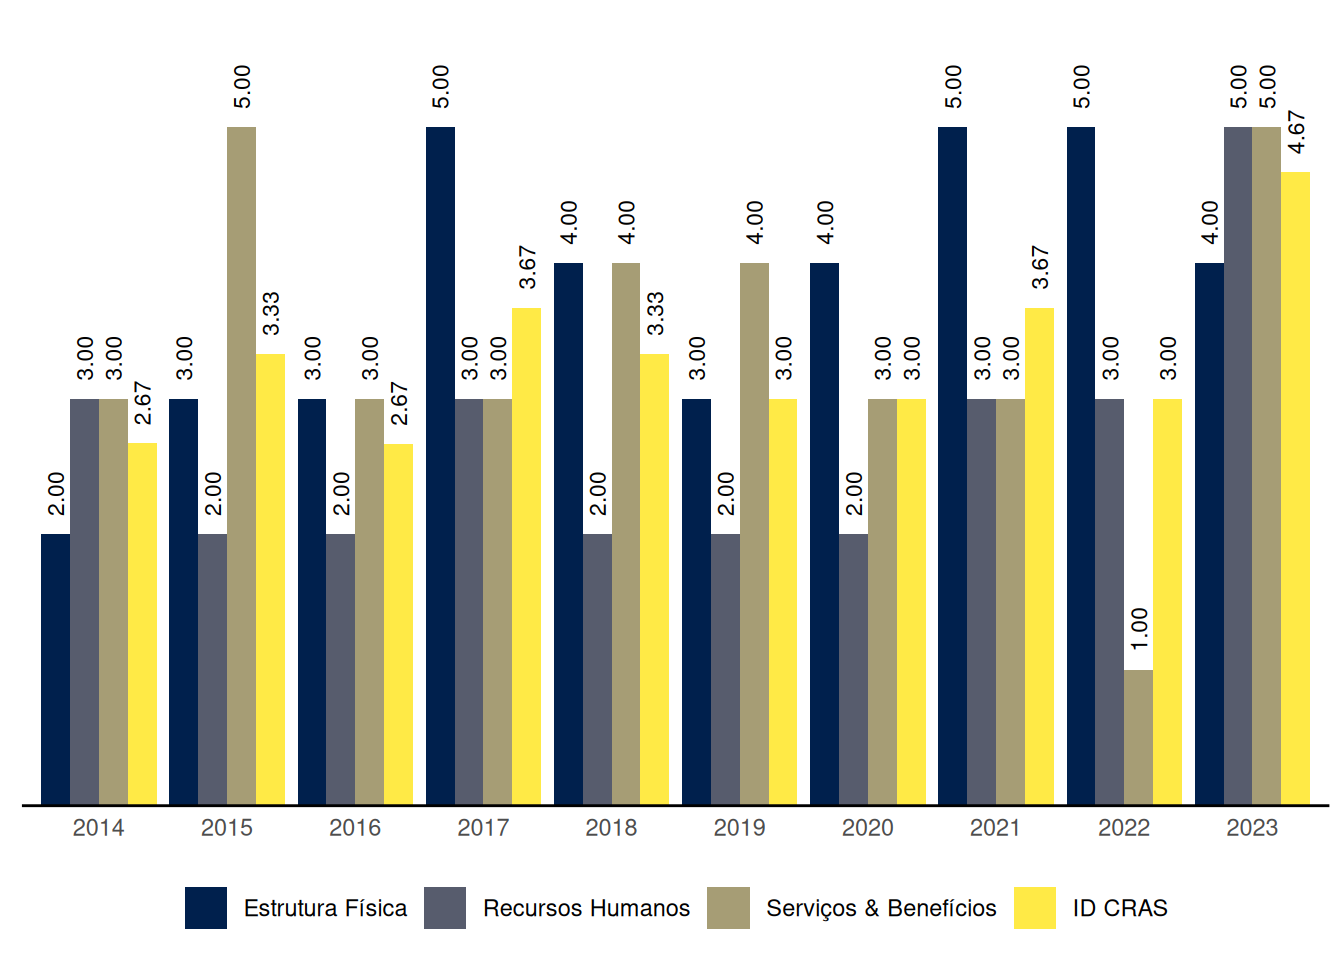 2.00 3.00 3.00 2.67
3.00 2.00 5.00 3.33
3.00 2.00 3.00 2.67
5.00 3.00 3.00 3.67
4.00 2.00 4.00 3.33
3.00 2.00 4.00 3.00
4.00 2.00 3.00 3.00
5.00 3.00 3.00 3.67
5.00 3.00 1.00 3.00
4.00 5.00 5.00 4.67
2014 2015 2016 2017 2018 2019 2020 2021 2022 2023
Estrutura Física Recursos Humanos Serviços & Benefícios ID CRAS